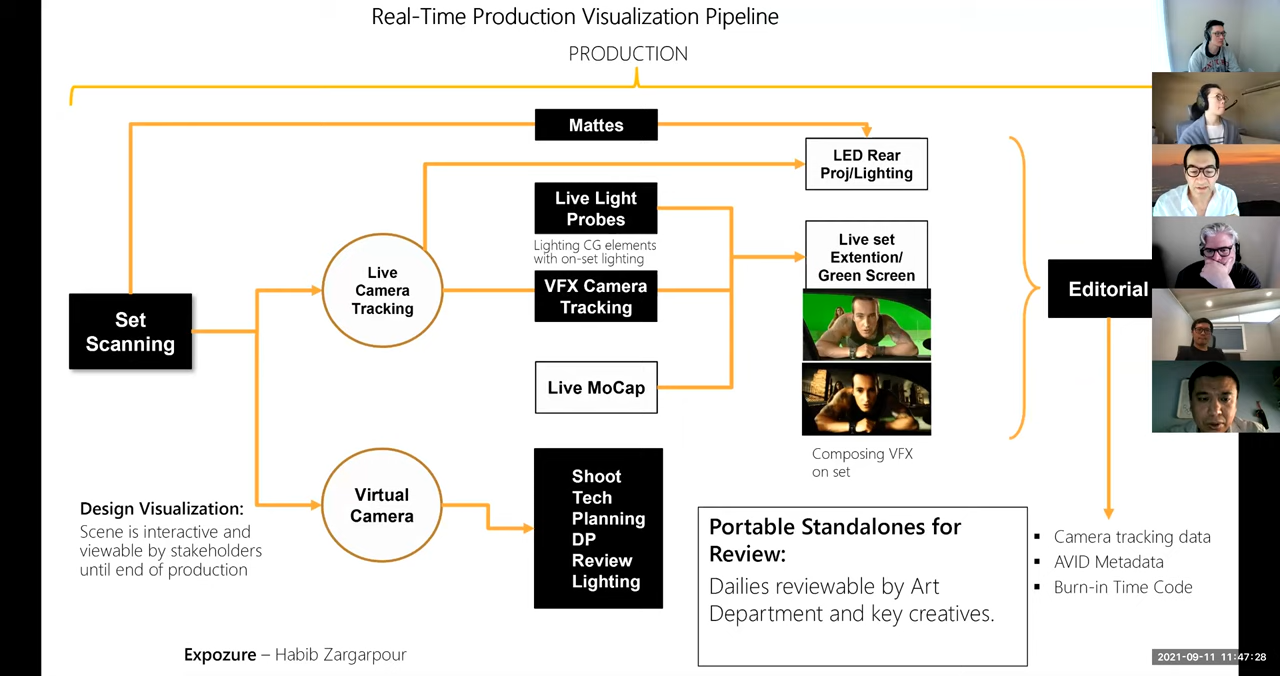 Real-Time Production Visualization Pipeline
PRODUCTION
Mattes
LED Rear
Proj/Lighting
Live Light
Probes
Lighting CG elements
with on-set lighting
Live set
Extention/
Green Screen
Live
Camera
Tracking
VFX Camera
Tracking
Editorial
Set
Scanning
Live MoCap
Composing VFX
on set
Virtual
Camera
Shoot
Tech
Planning
DP
Review
Lighting
Design Visualization:
Scene is interactive and
viewable by stakeholders
until end of production
Portable Standalones for
Review:
Dailies reviewable by Art
Department and key creatives.
▪ Camera tracking data
▪ AVID Metadata
▪ Burn-in Time Code
Expozure – Habib Zargarpour
2021-09-11 11:47:28